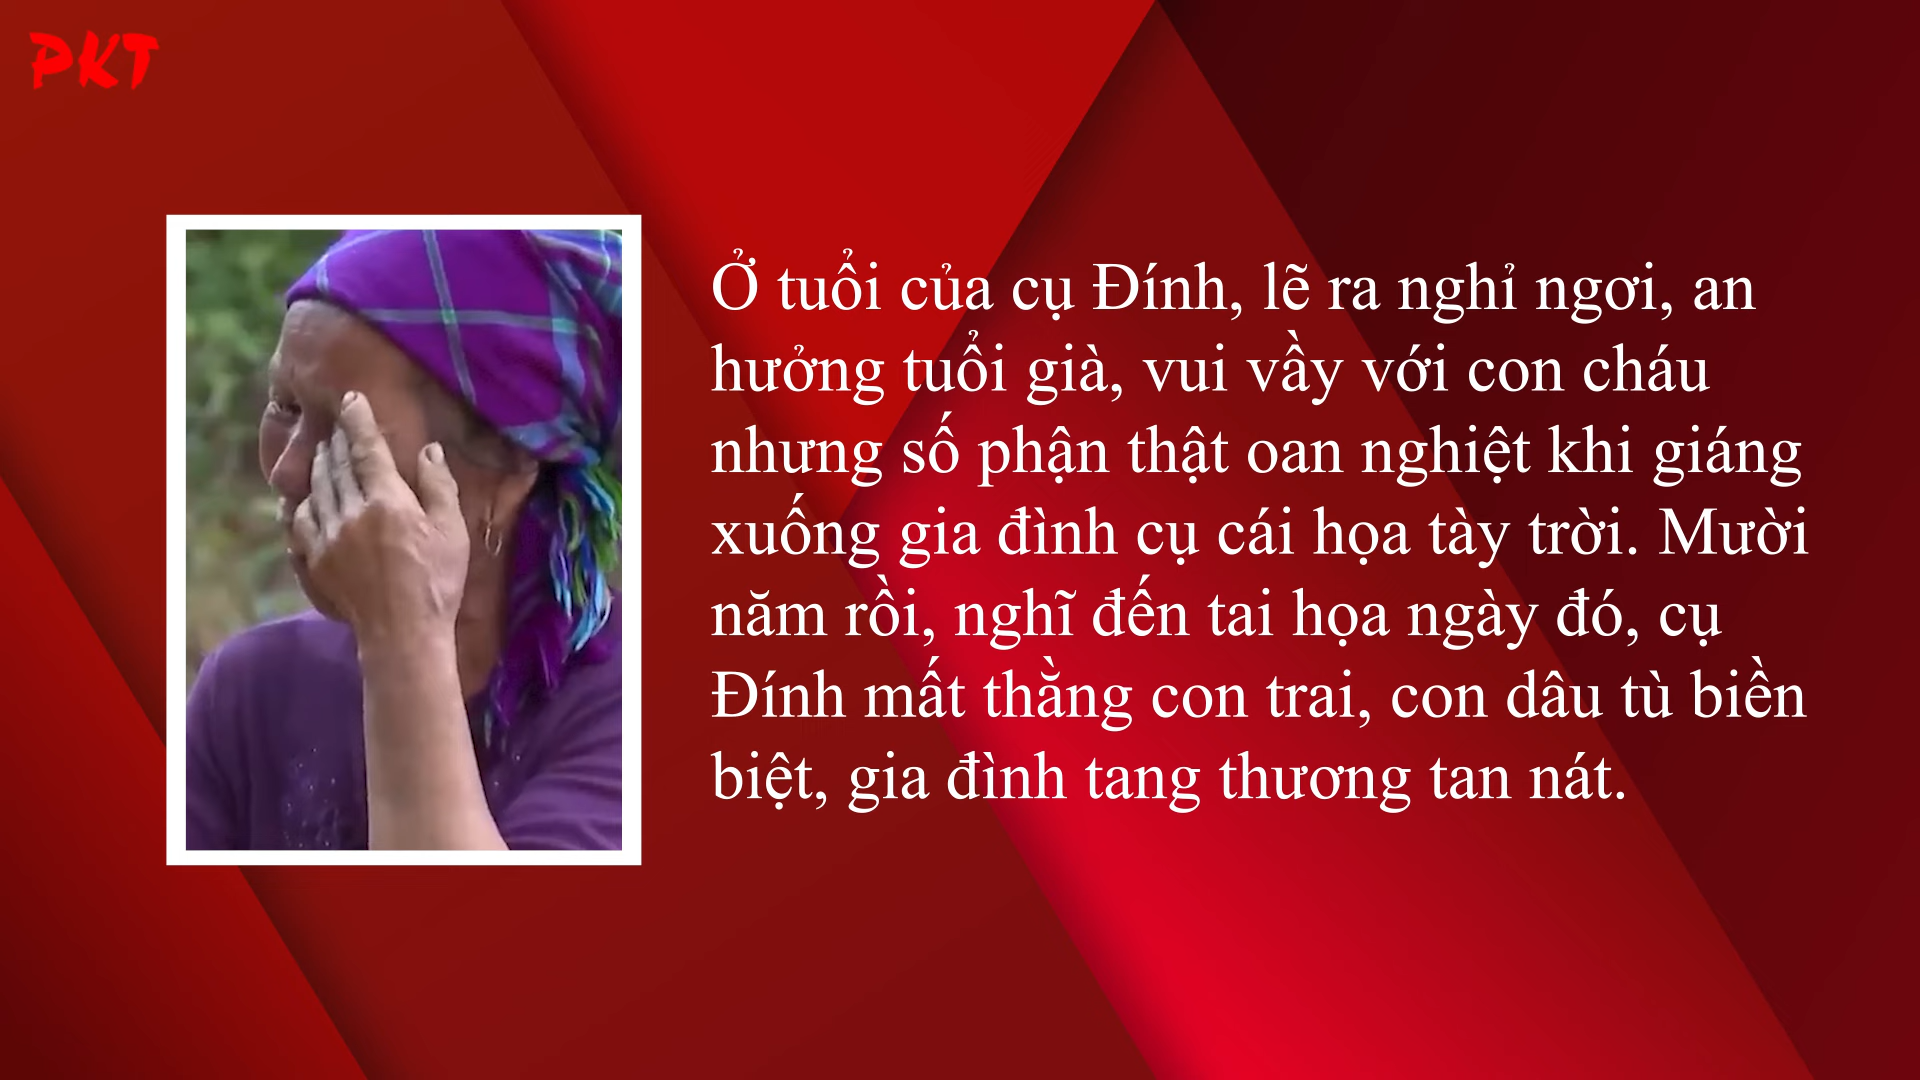 PKT
Ở tuổi của cụ Đính, lẽ ra nghỉ ngơi, an
hưởng tuổi già, vui vầy với con cháu
nhưng số phận thật oan nghiệt khi giáng
xuống gia đình cụ cái họa tày trời. Mười
năm rồi, nghĩ đến tai họa ngày đó, cụ
Đính mất thằng con trai, con dâu tù biền
biệt, gia đình tang thương tan nát.